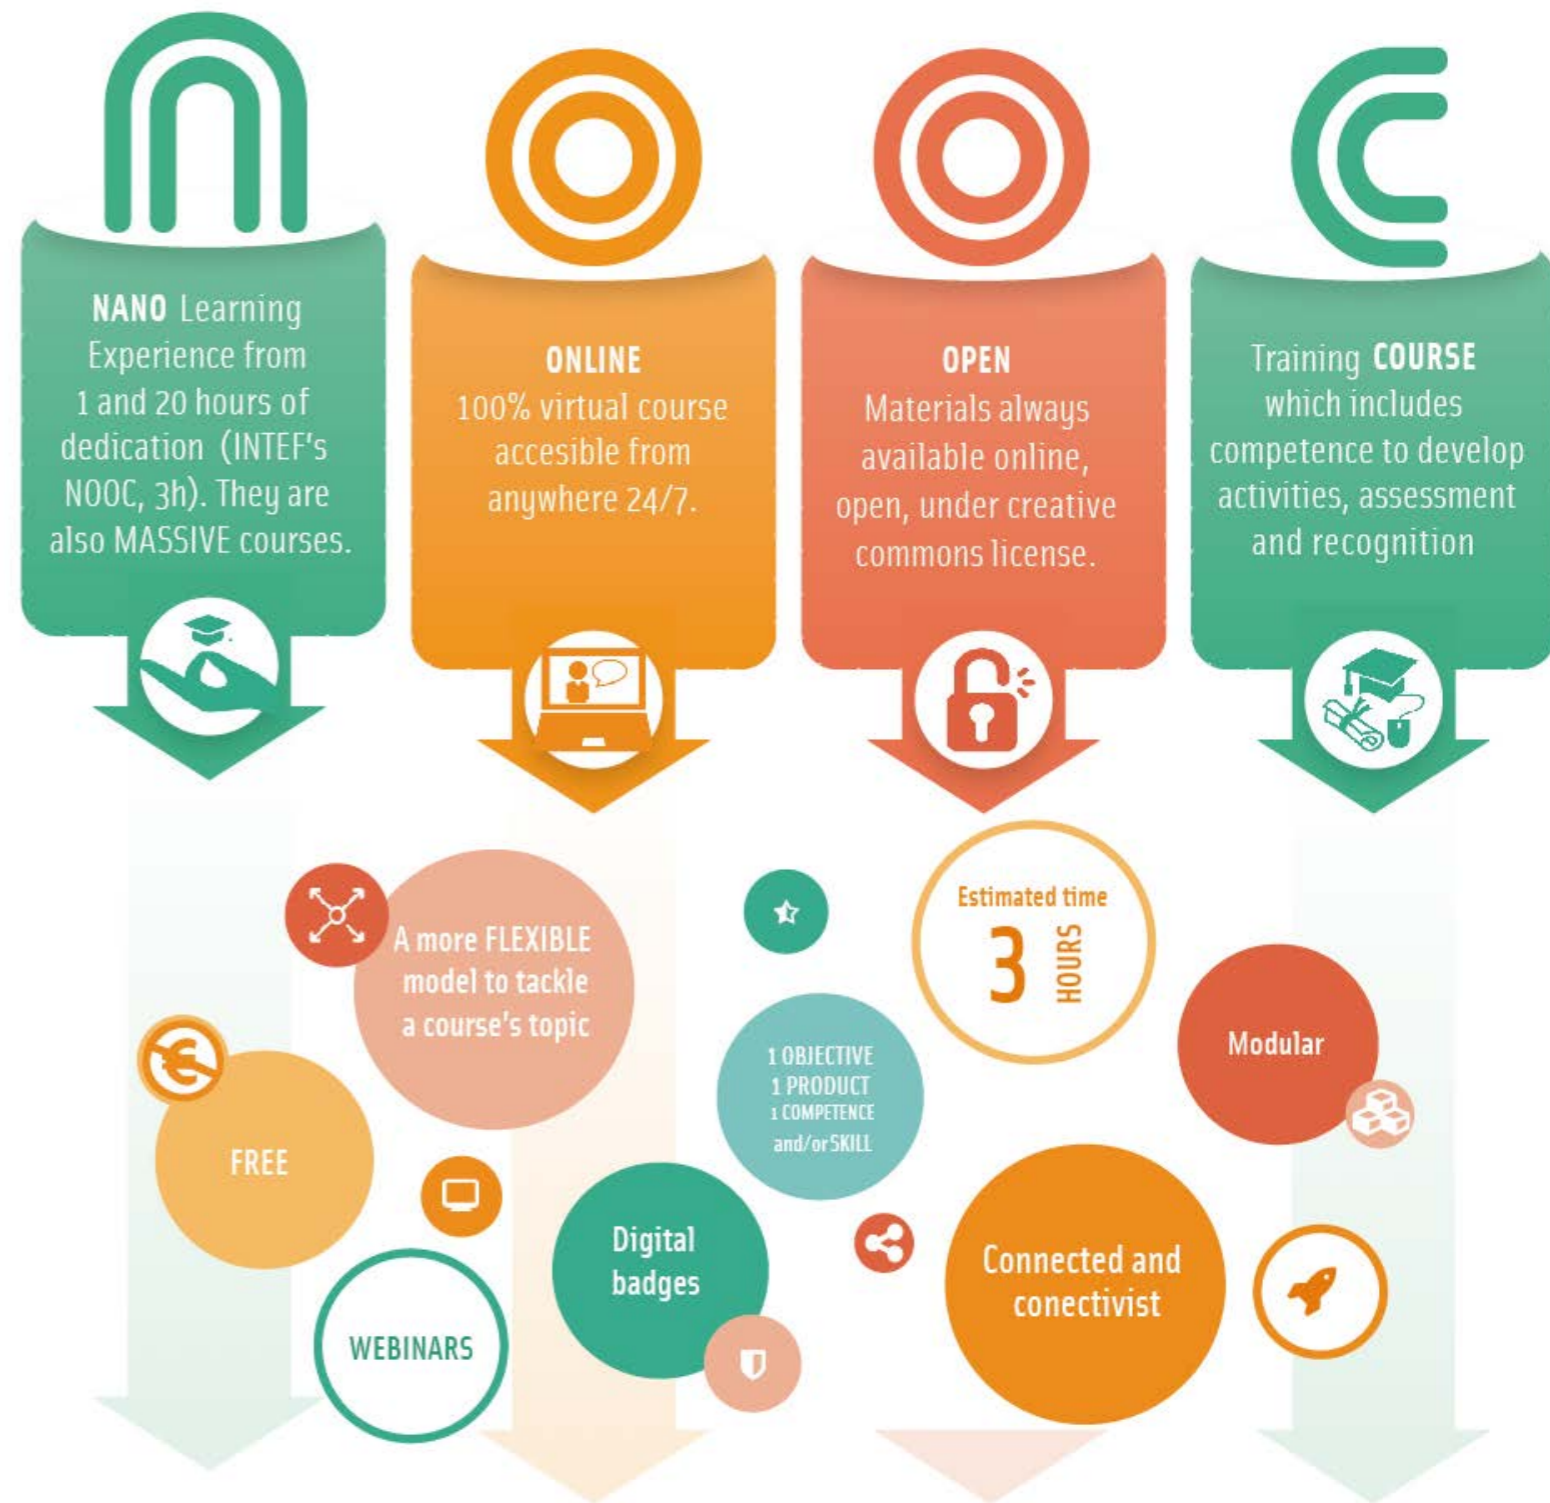 nooc
NANO Learning
Experience from
1 and 20 hours of
dedication (INTEF's
NOOC, 3h). They are
also MASSIVE courses.
ONLINE
100% virtual course
accesible from
anywhere 24/7.
OPEN
Materials always
available online,
open, under creative
commons license.
Training COURSE
which includes
competence to develop
activities, assessment
and recognition
A more FLEXIBLE
model to tackle
a course's topic
Estimated time
3 HOURS
FREE
1 OBJECTIVE
1 PRODUCT
1 COMPETENCE
and/or SKILL
Modular
WEBINARS
Digital
badges
Connected and
conectivist